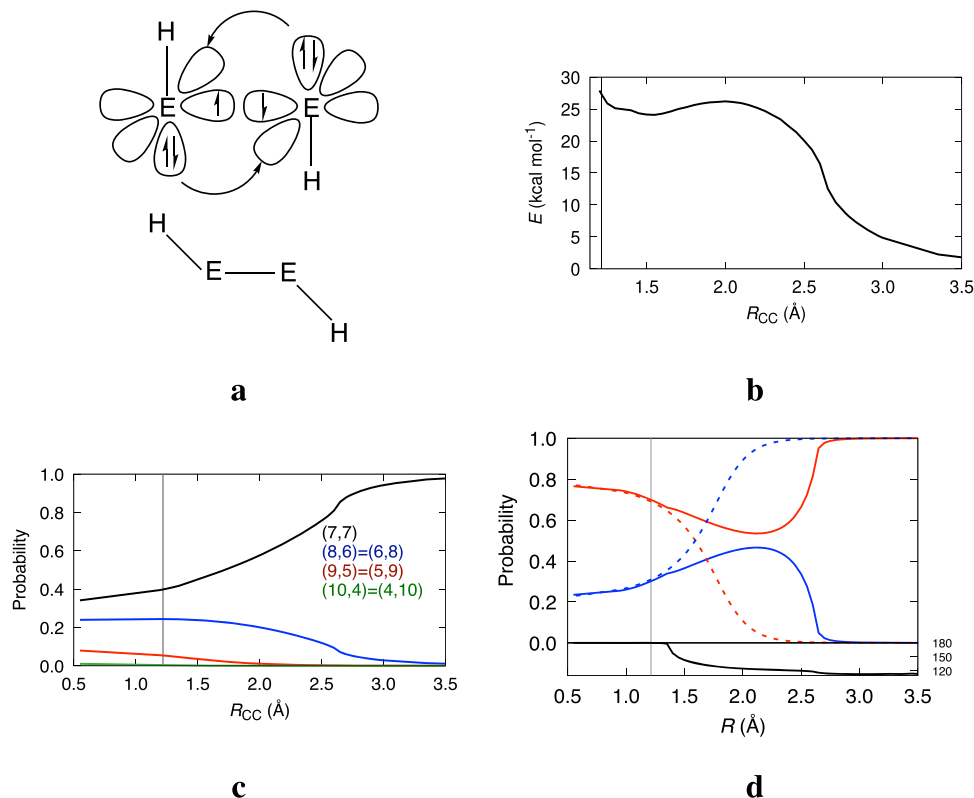 H
E
E
H
H
E
E
H
a
30
25
20
15
10
5
0
E (kcal mol⁻¹)
1.5 2.0 2.5 3.0 3.5
R_CC (Å)
b
1.0
0.8
0.6
0.4
0.2
0.0
Probability
(7,7)
(8,6)=(6,8)
(9,5)=(5,9)
(10,4)=(4,10)
0.5 1.0 1.5 2.0 2.5 3.0 3.5
R_CC (Å)
c
1.0
0.8
0.6
0.4
0.2
0.0
Probability
180
150
120
0.5 1.0 1.5 2.0 2.5 3.0 3.5
R (Å)
d